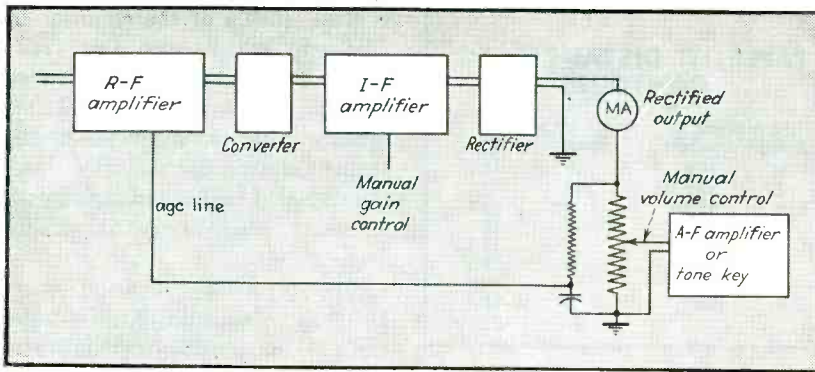 R-F
amplifier
Converter
I-F
amplifier
Rectifier
MA
Rectified
output
agc line
Manual
gain
control
Manual
volume control
A-F amplifier
or
tone key